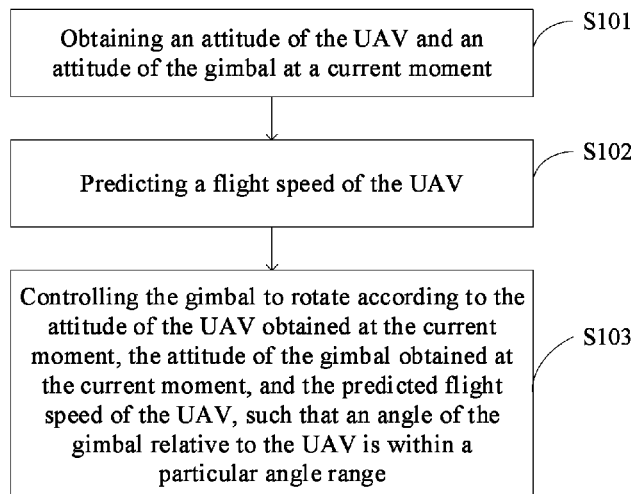 Obtaining an attitude of the UAV and an
attitude of the gimbal at a current moment
S101
Predicting a flight speed of the UAV
S102
Controlling the gimbal to rotate according to the
attitude of the UAV obtained at the current
moment, the attitude of the gimbal obtained at
the current moment, and the predicted flight
speed of the UAV, such that an angle of the
gimbal relative to the UAV is within a
particular angle range
S103